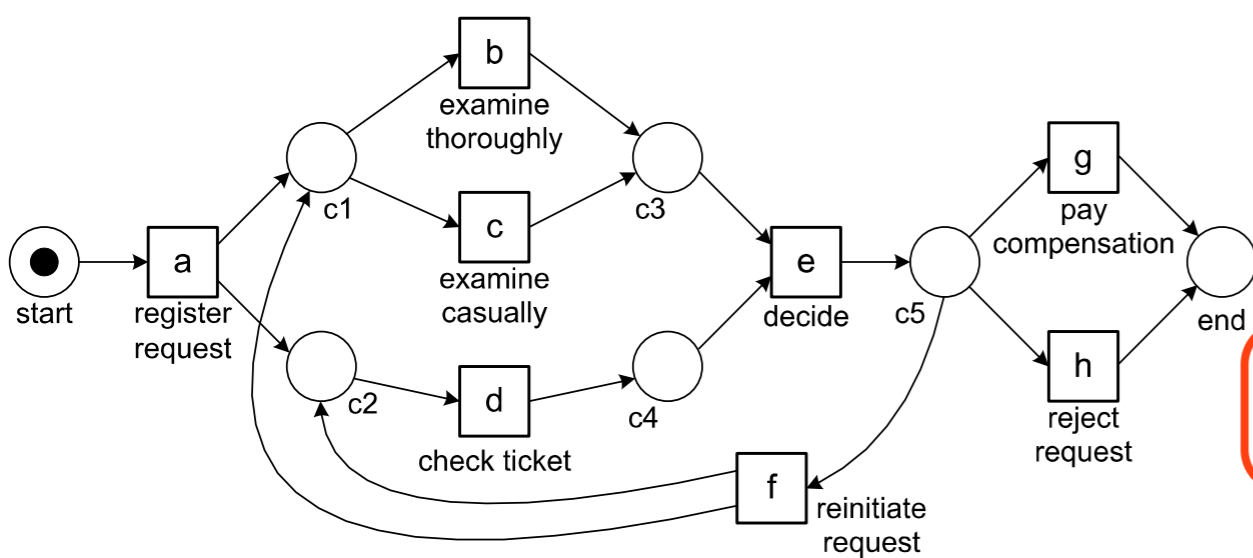 b
examine
thoroughly
c1
c3
g
pay
compensation
c
examine
casually
start
a
register
request
e
decide
c5
end
c2
d
check ticket
c4
h
reject
request
f
reinitiate
request